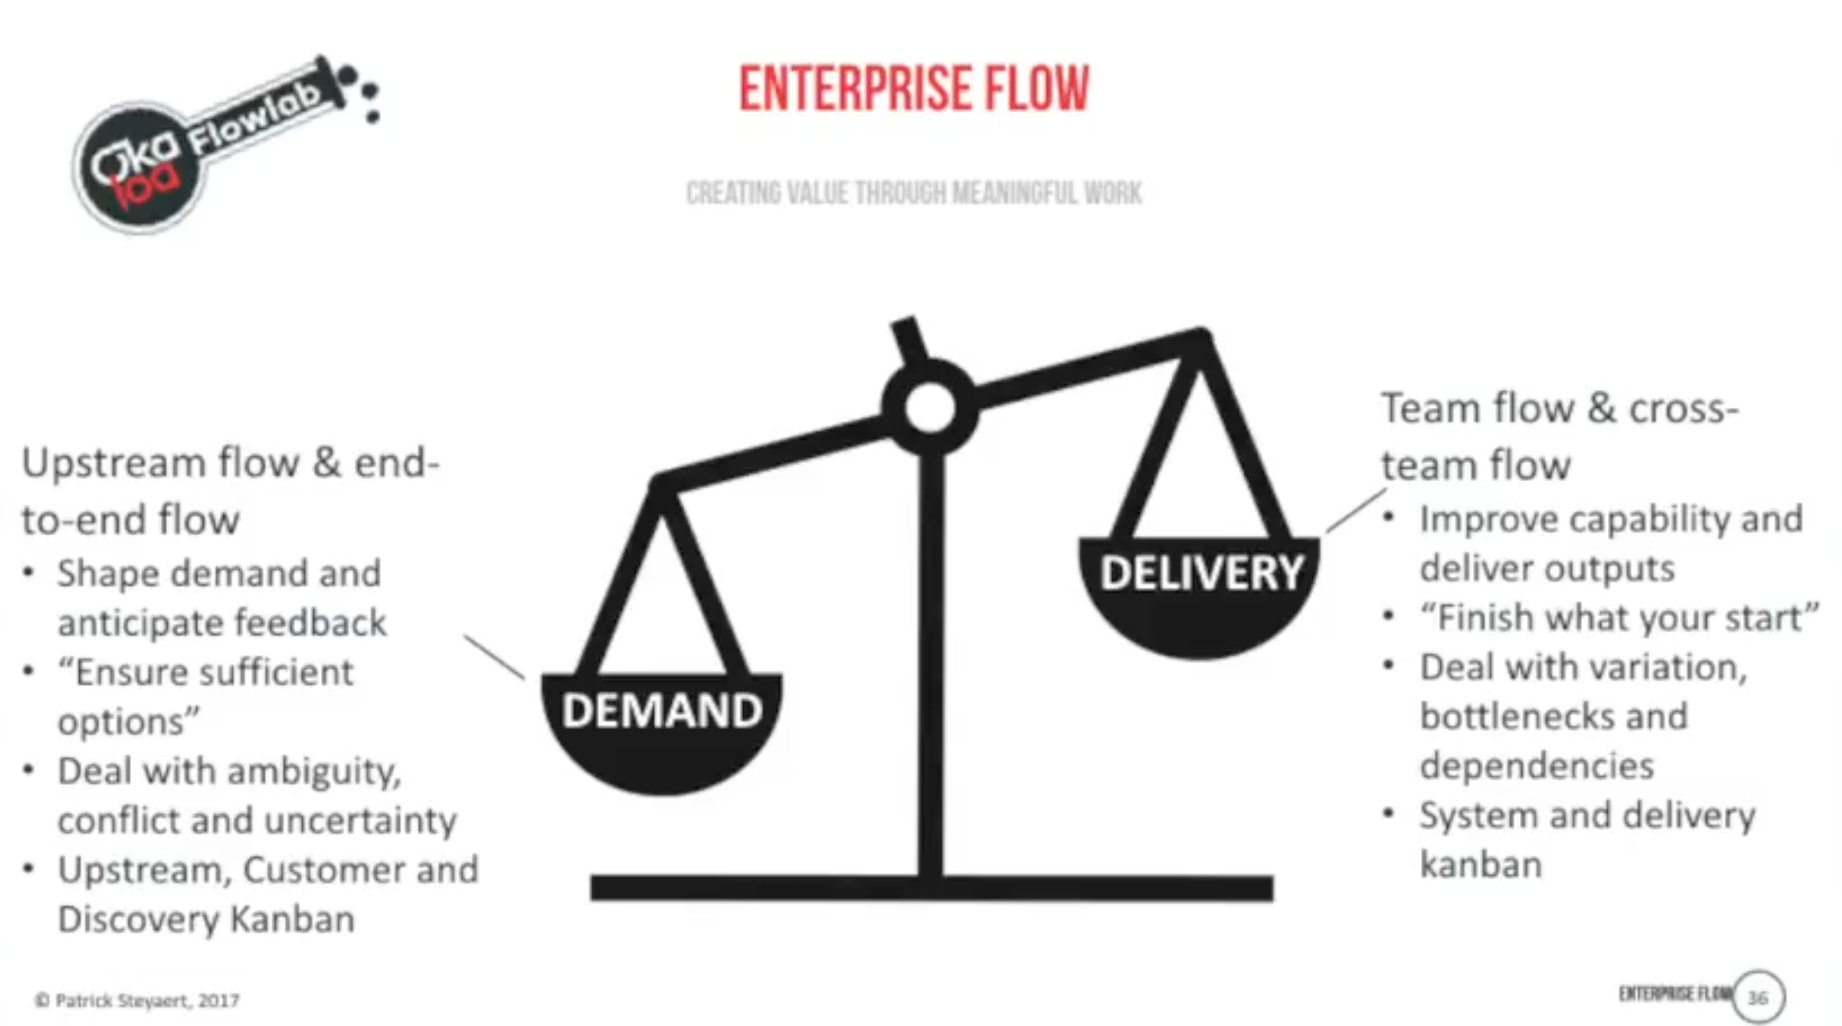 Oka
loa
Flowlab
ENTERPRISE FLOW
CREATING VALUE THROUGH MEANINGFUL WORK
Upstream flow & end-
to-end flow
• Shape demand and
anticipate feedback
• “Ensure sufficient
options”
• Deal with ambiguity,
conflict and uncertainty
• Upstream, Customer and
Discovery Kanban
DEMAND
DELIVERY
Team flow & cross-
team flow
• Improve capability and
deliver outputs
• “Finish what your start”
• Deal with variation,
bottlenecks and
dependencies
• System and delivery
kanban
© Patrick Steyaert, 2017
ENTERPRISE FLOW
36